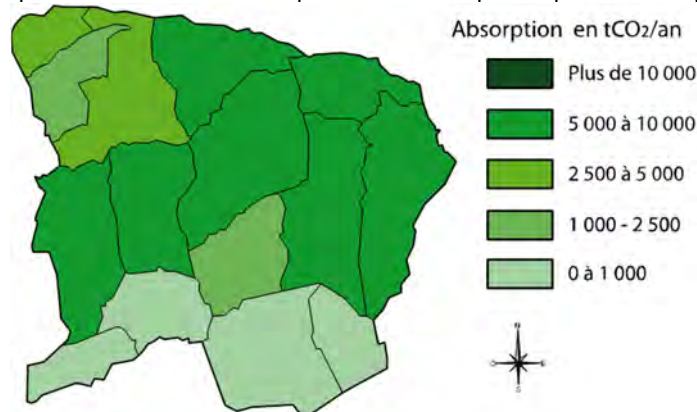 Absorption en tCO2/an
Plus de 10 000
5 000 à 10 000
2 500 à 5 000
1 000 - 2 500
0 à 1 000
N
S